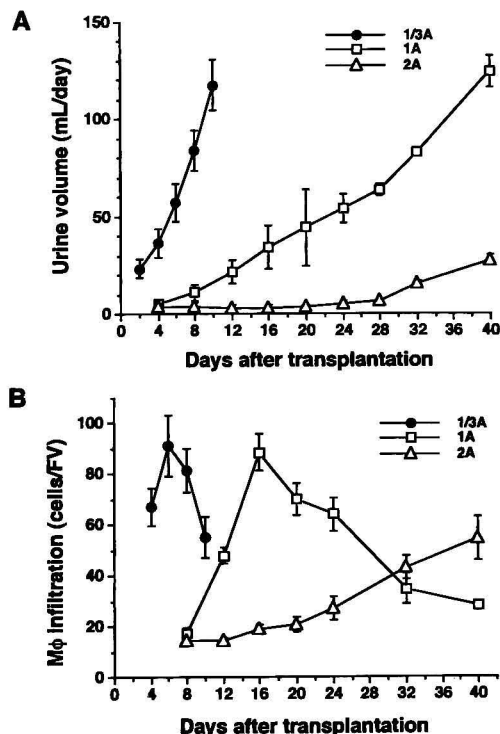 A
Urine volume (mL/day)
150
100
50
0
1/3A
1A
2A
0 4 8 12 16 20 24 28 32 36 40
Days after transplantation
B
Mϕ infiltration (cells/FV)
100
80
60
40
20
0
1/3A
1A
2A
0 4 8 12 16 20 24 28 32 36 40
Days after transplantation